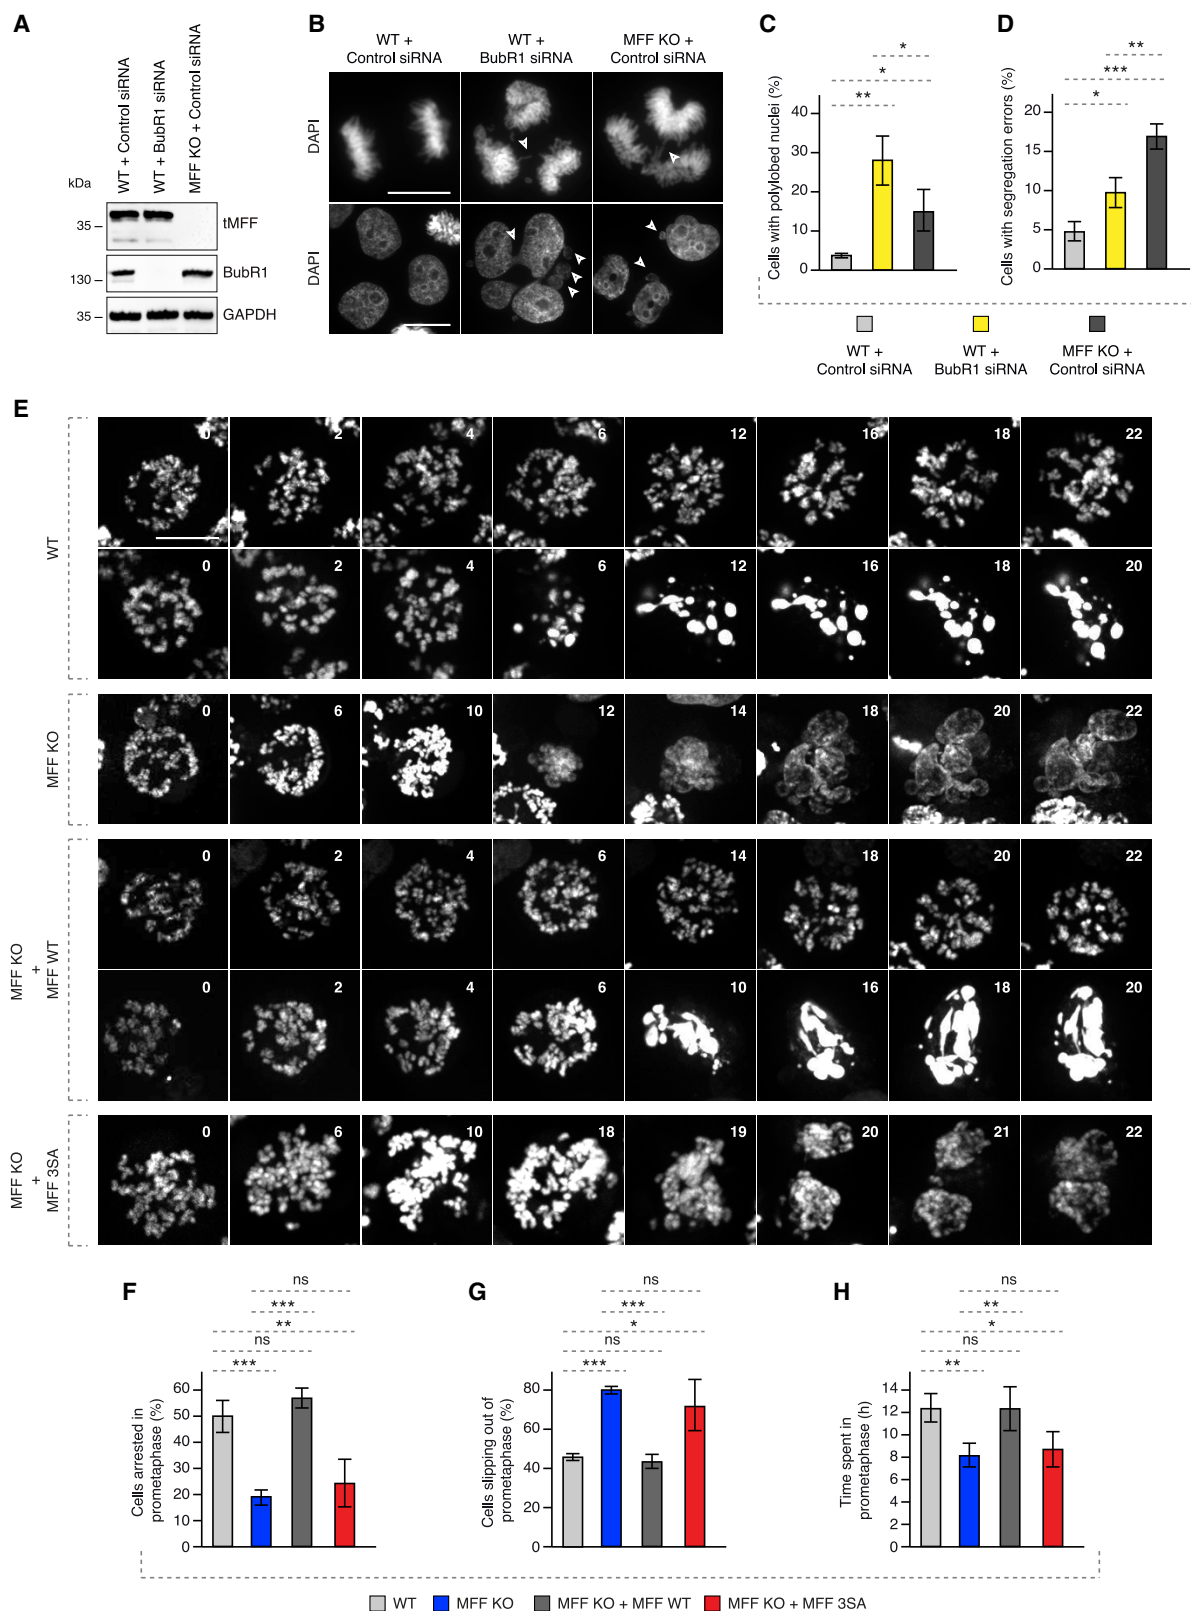 A
WT + Control siRNA
WT + BubR1 siRNA
MFF KO + Control siRNA
kDa
35
tMFF
130
BubR1
35
GAPDH
B
WT +
Control siRNA
WT +
BubR1 siRNA
MFF KO +
Control siRNA
DAPI
DAPI
C
Cells with polylobed nuclei (%)
40
30
20
10
0
*
*
**
D
Cells with segregation errors (%)
20
15
10
5
0
**
***
*
WT +
Control siRNA
WT +
BubR1 siRNA
MFF KO +
Control siRNA
E
WT
0 2 4 6 12 16 18 22
0 2 4 6 12 16 18 20
MFF KO
0 6 10 12 14 18 20 22
MFF KO
+
MFF WT
0 2 4 6 14 18 20 22
0 2 4 6 10 16 18 20
MFF KO
+
MFF 3SA
0 6 10 18 19 20 21 22
F
ns
***
**
ns
***
Cells arrested in
prometaphase (%)
60
50
40
30
20
10
0
G
ns
***
*
ns
***
Cells slipping out of
prometaphase (%)
80
60
40
20
0
H
ns
**
*
ns
**
Time spent in
prometaphase (h)
14
12
10
8
6
4
2
0
WT
MFF KO
MFF KO + MFF WT
MFF KO + MFF 3SA